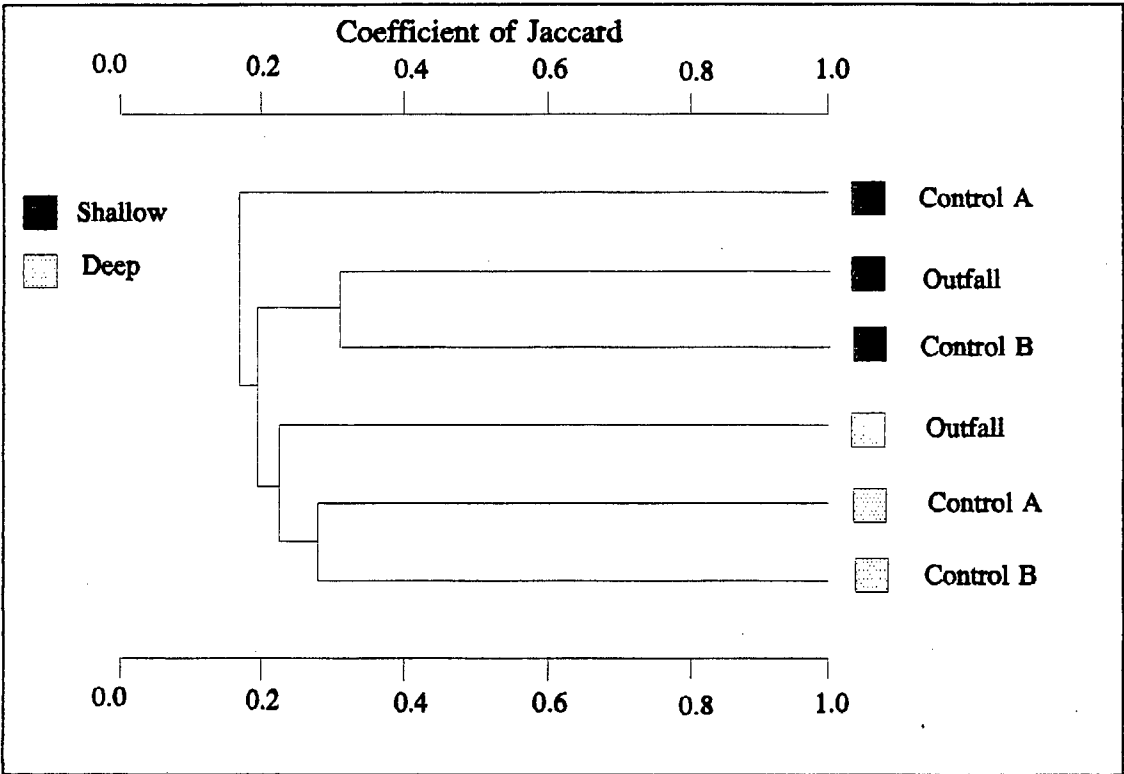 Coefficient of Jaccard
0.0 0.2 0.4 0.6 0.8 1.0
Shallow
Deep
Control A
Outfall
Control B
Outfall
Control A
Control B
0.0 0.2 0.4 0.6 0.8 1.0